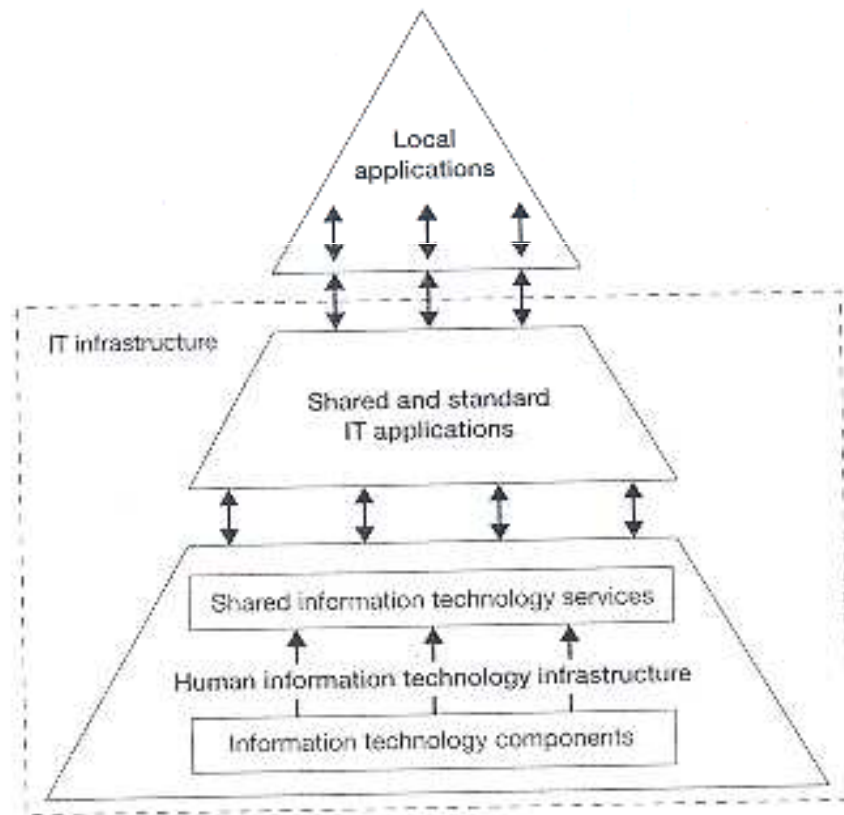 Local
applications
IT infrastructure
Shared and standard
IT applications
Shared information technology services
Human information technology infrastructure
Information technology components